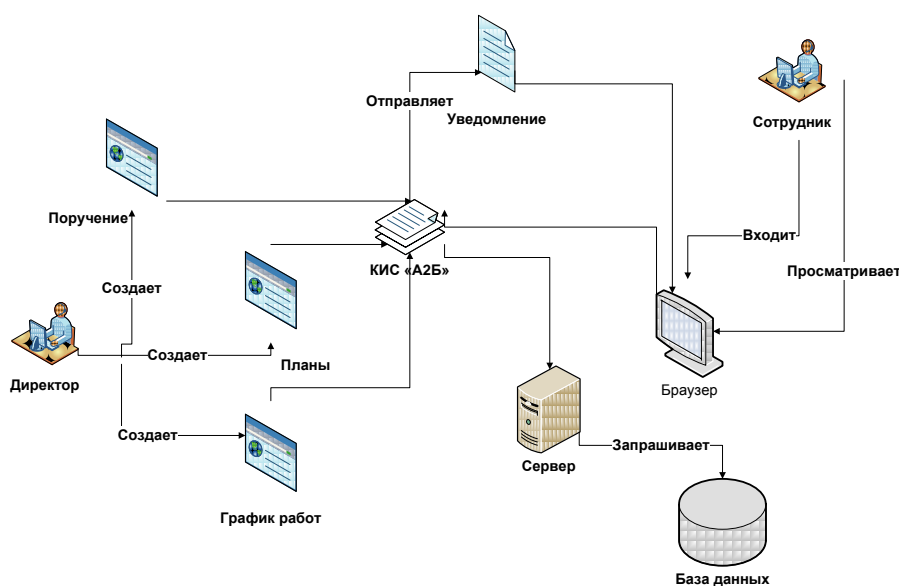 Отправляет
Уведомление
Сотрудник
Поручение
Входит
КИС «А2Б»
Просматривает
Создает
Создает
Планы
Директор
Браузер
Создает
Запрашивает
Сервер
График работ
База данных